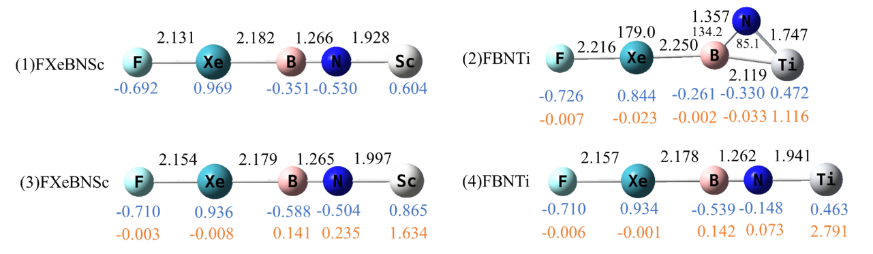 (1)FXeBNSc
2.131 2.182 1.266 1.928
F Xe B N Sc
-0.692 0.969 -0.351 -0.530 0.604
(2)FBNTi
2.216 179.0 2.250 134.2 1.357 85.1 1.747 2.119
F Xe B N Ti
-0.726 0.844 -0.261 -0.330 0.472
-0.007 -0.023 -0.002 -0.033 1.116
(3)FXeBNSc
2.154 2.179 1.265 1.997
F Xe B N Sc
-0.710 0.936 -0.588 -0.504 0.865
-0.003 -0.008 0.141 0.235 1.634
(4)FBNTi
2.157 2.178 1.262 1.941
F Xe B N Ti
-0.710 0.934 -0.539 -0.148 0.463
-0.006 -0.001 0.142 0.073 2.791